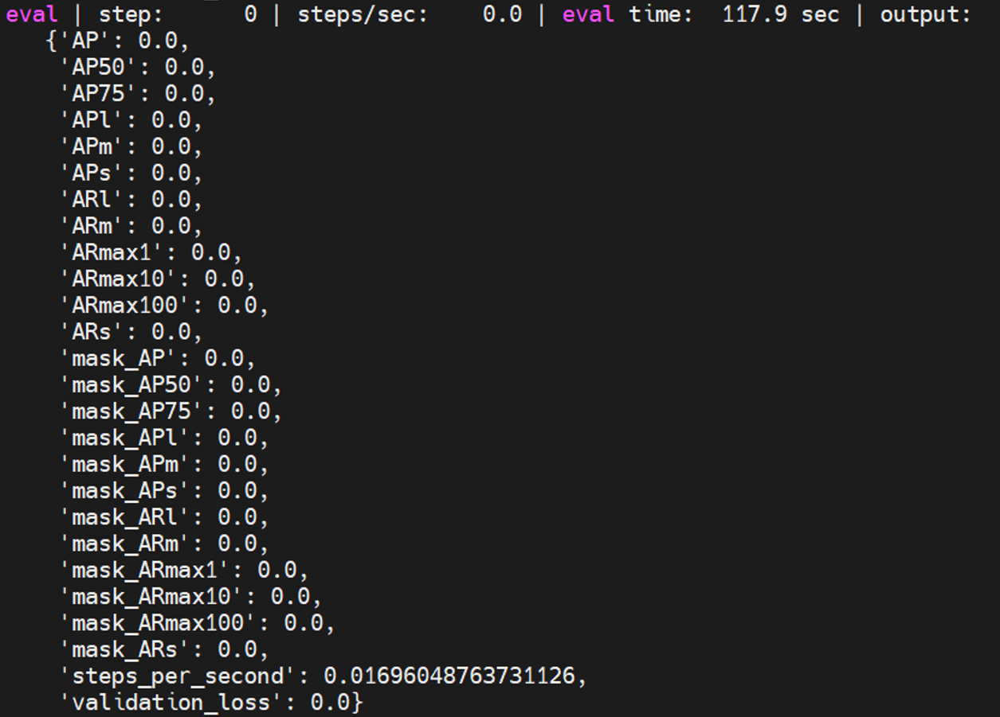 eval | step:      0 | steps/sec:    0.0 | eval time:  117.9 sec | output:
   {'AP': 0.0,
    'AP50': 0.0,
    'AP75': 0.0,
    'APl': 0.0,
    'APm': 0.0,
    'APs': 0.0,
    'ARl': 0.0,
    'ARm': 0.0,
    'ARmax1': 0.0,
    'ARmax10': 0.0,
    'ARmax100': 0.0,
    'ARs': 0.0,
    'mask_AP': 0.0,
    'mask_AP50': 0.0,
    'mask_AP75': 0.0,
    'mask_APl': 0.0,
    'mask_APm': 0.0,
    'mask_APs': 0.0,
    'mask_ARl': 0.0,
    'mask_ARm': 0.0,
    'mask_ARmax1': 0.0,
    'mask_ARmax10': 0.0,
    'mask_ARmax100': 0.0,
    'mask_ARs': 0.0,
    'steps_per_second': 0.01696048763731126,
    'validation_loss': 0.0}